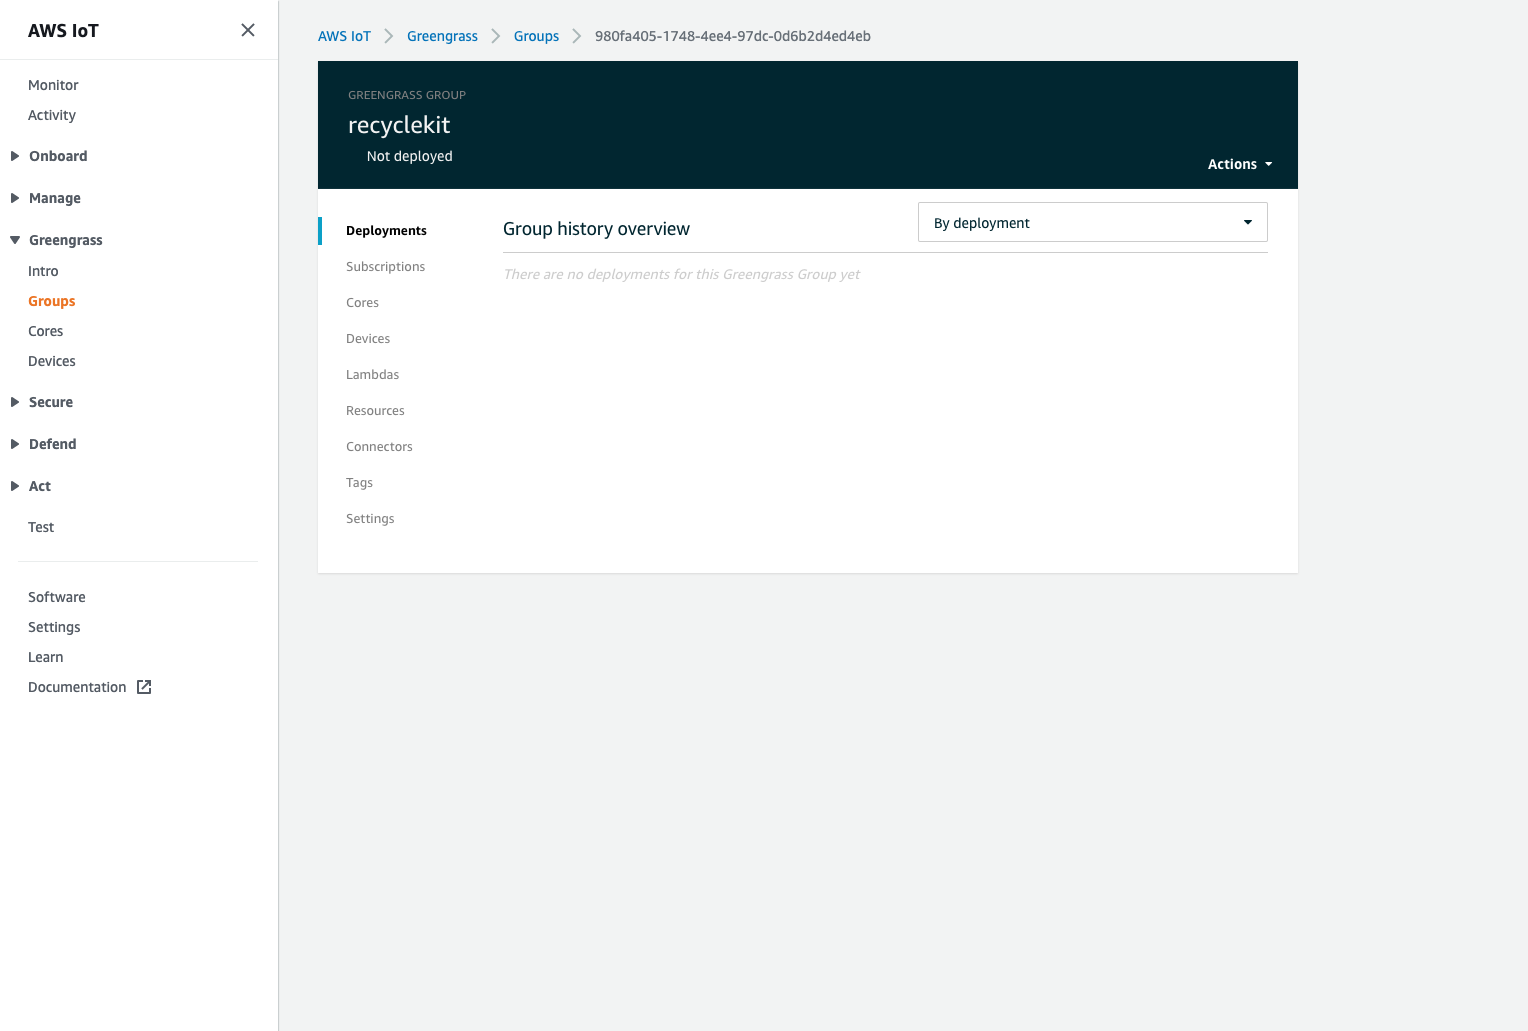 AWS IoT
Monitor
Activity
Onboard
Manage
Greengrass
Intro
Groups
Cores
Devices
Secure
Defend
Act
Test
Software
Settings
Learn
Documentation
AWS IoT Greengrass Groups 980fa405-1748-4ee4-97dc-0d6b2d4ed4eb
GREENGRASS GROUP
recyclekit
Not deployed
Actions
Deployments
Subscriptions
Cores
Devices
Lambdas
Resources
Connectors
Tags
Settings
Group history overview
By deployment
There are no deployments for this Greengrass Group yet